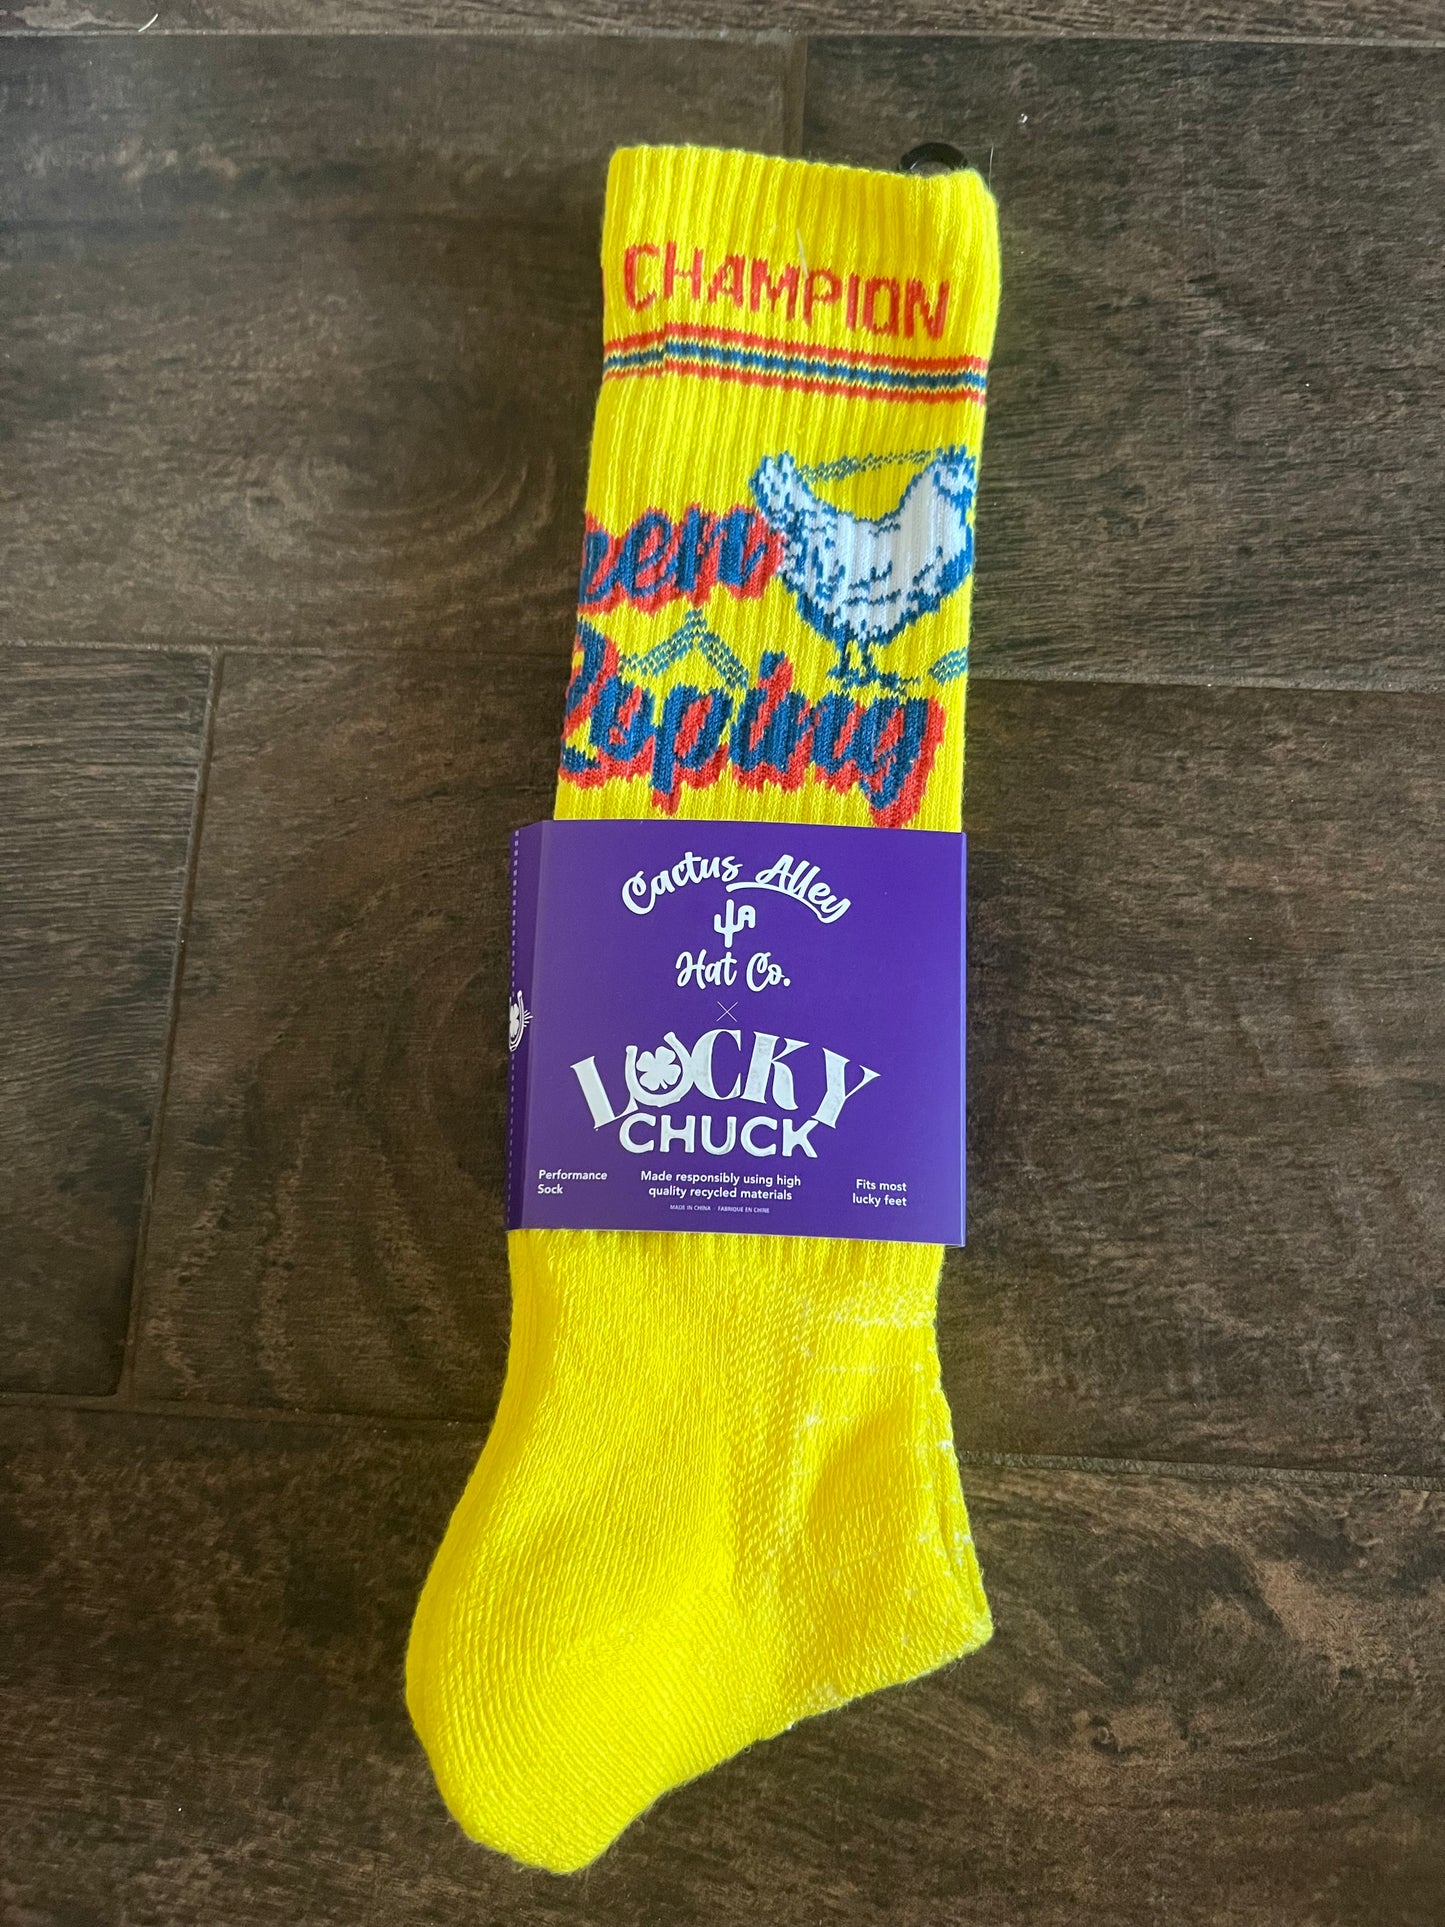 CHAMPION
Roping
Cactus Alley
Hat Co.
×
LUCKY
CHUCK
Performance
Sock
Made responsibly using high
quality recycled materials
MADE IN CHINA · FABRIQUÉ EN CHINE
Fits most
lucky feet